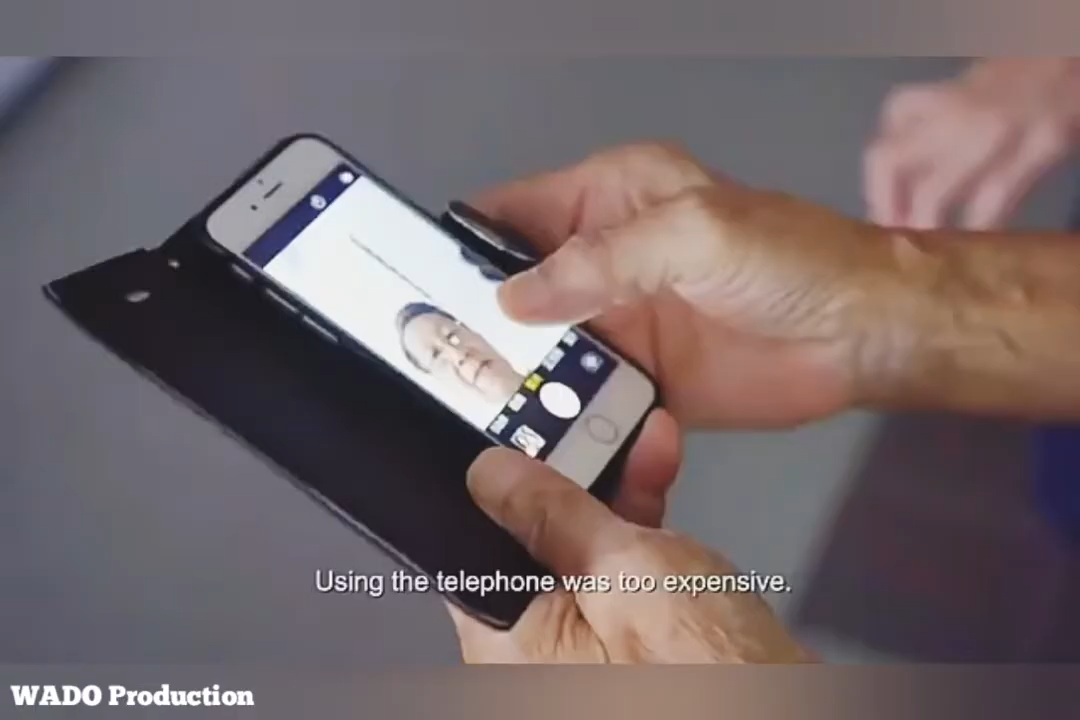 Using the telephone was too expensive.
WADO Production